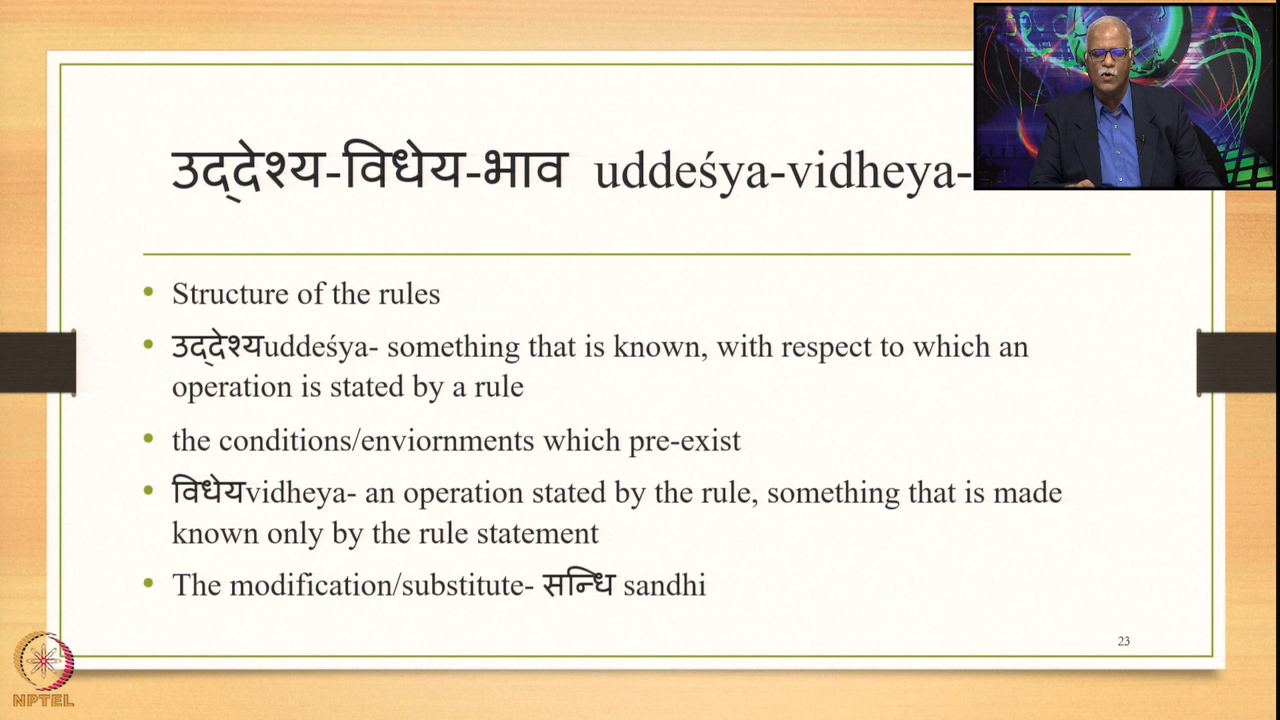 उद्देश्य-विधेय-भाव uddeśya-vidheya-
Structure of the rules
उद्देश्यuddeśya- something that is known, with respect to which an
operation is stated by a rule
the conditions/enviornments which pre-exist
विधेयvidheya- an operation stated by the rule, something that is made
known only by the rule statement
The modification/substitute- सन्धि sandhi
23
NPTEL